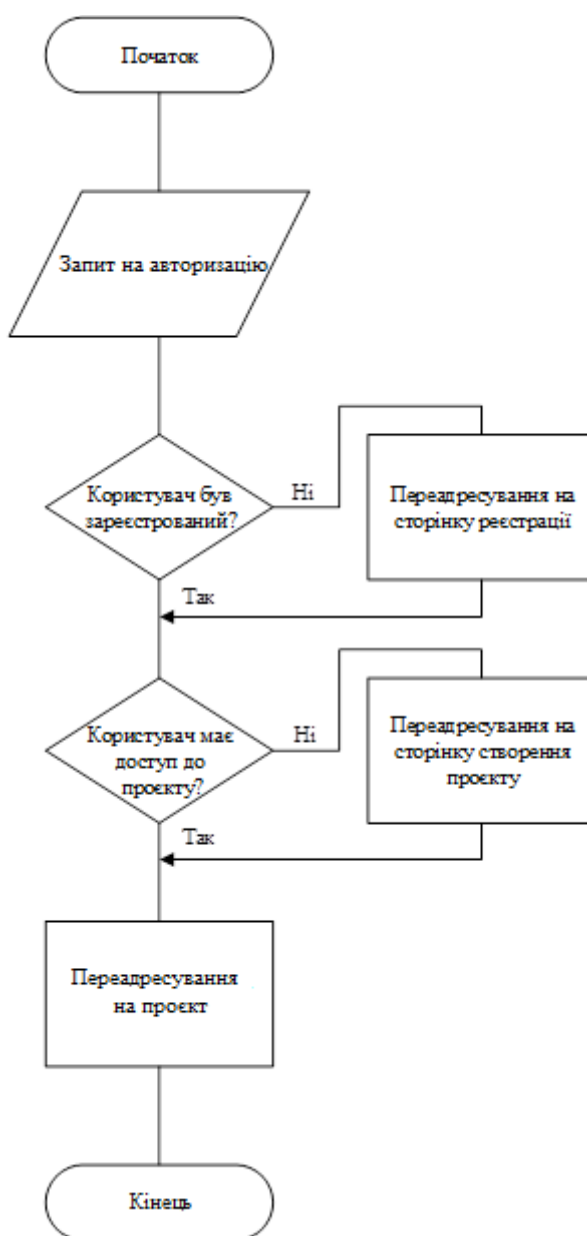 Початок
Запит на авторизацію
Користувач був
зареєстрований?
Ні
Переадресування на
сторінку реєстрації
Так
Користувач має
доступ до
проєкту?
Ні
Переадресування на
сторінку створення
проєкту
Так
Переадресування
на проєкт
Кінець